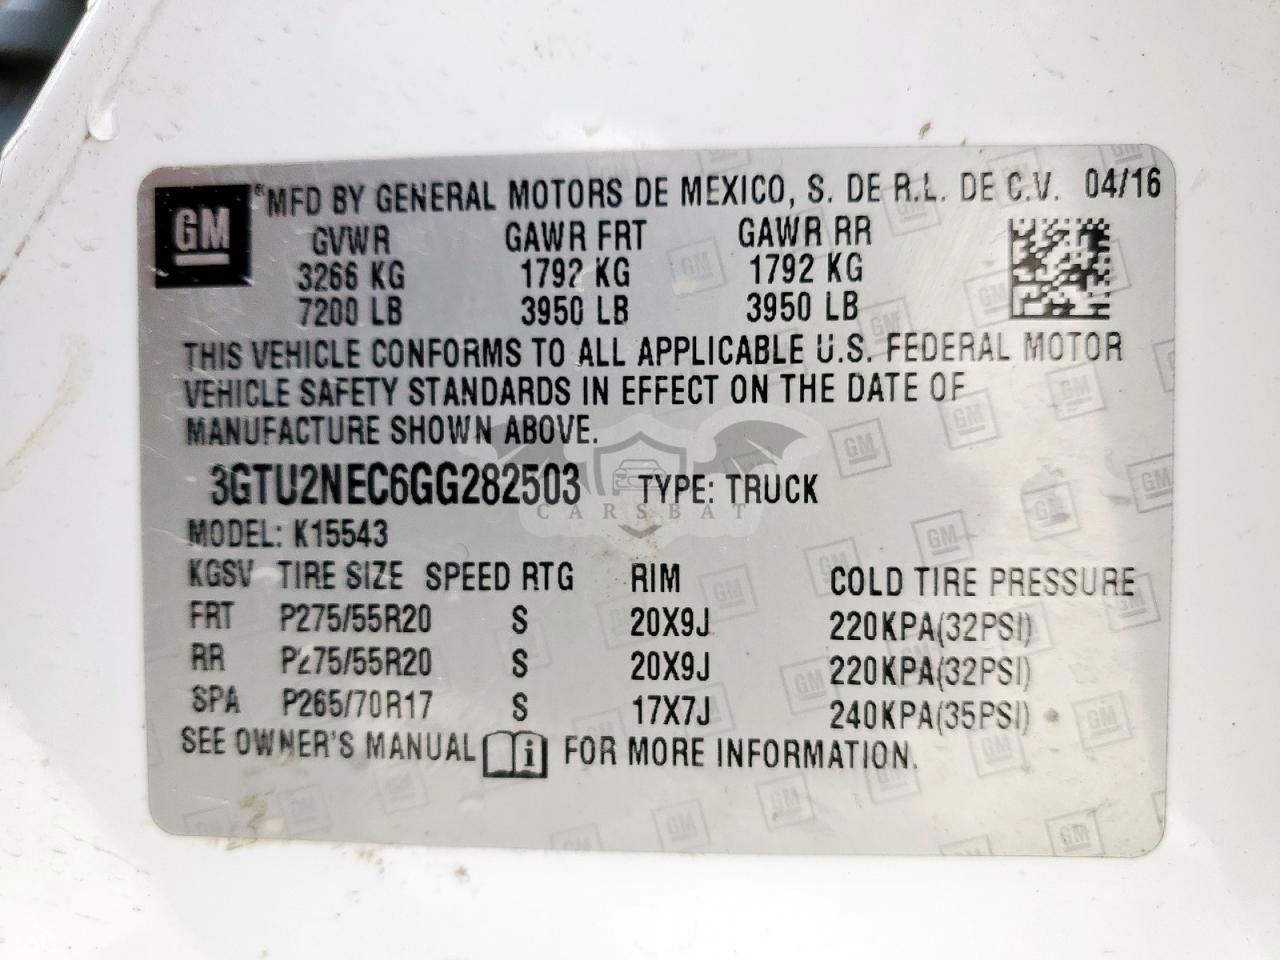 GM ® MFD BY GENERAL MOTORS DE MEXICO, S. DE R.L. DE C.V. 04/16
GVWR GAWR FRT GAWR RR
3266 KG 1792 KG 1792 KG
7200 LB 3950 LB 3950 LB
THIS VEHICLE CONFORMS TO ALL APPLICABLE U.S. FEDERAL MOTOR
VEHICLE SAFETY STANDARDS IN EFFECT ON THE DATE OF
MANUFACTURE SHOWN ABOVE.
3GTU2NEC6GG282503 TYPE: TRUCK
CARSBAT
MODEL: K15543
KGSV TIRE SIZE SPEED RTG RIM COLD TIRE PRESSURE
FRT P275/55R20 S 20X9J 220KPA(32PSI)
RR P275/55R20 S 20X9J 220KPA(32PSI)
SPA P265/70R17 S 17X7J 240KPA(35PSI)
SEE OWNER'S MANUAL i FOR MORE INFORMATION.